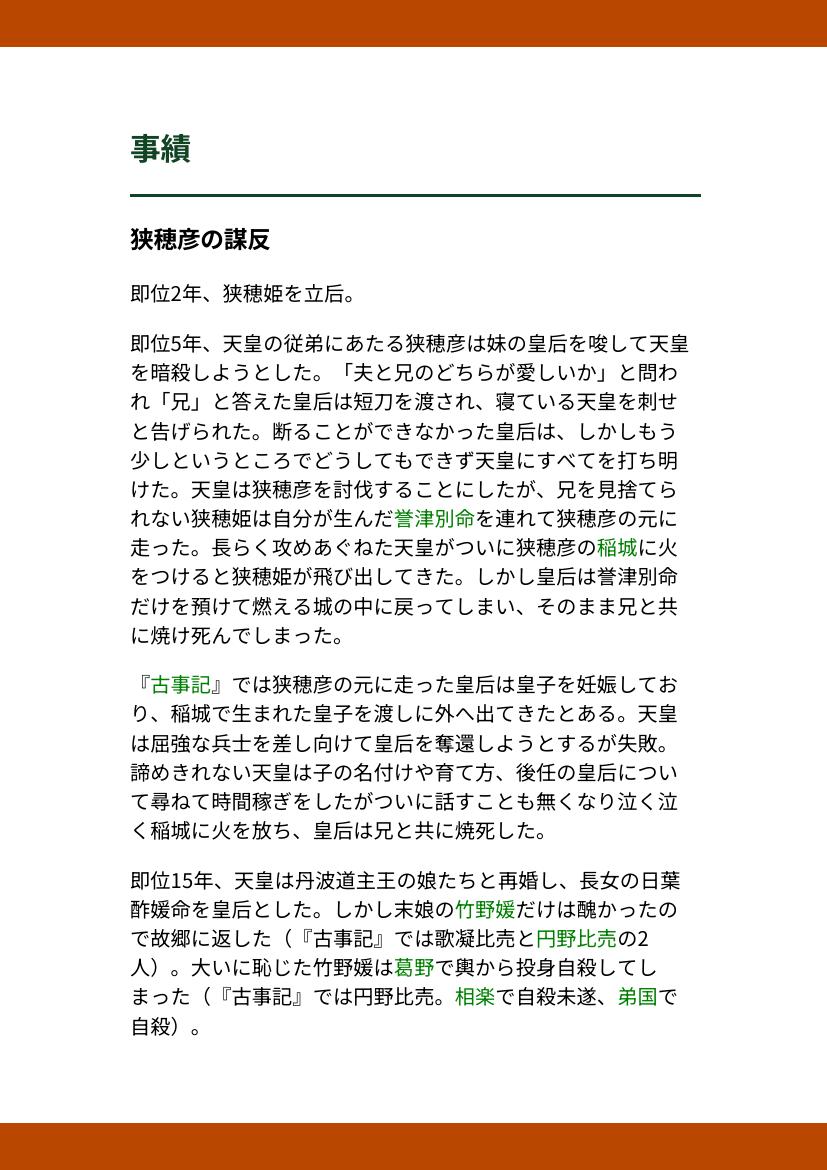 事績
狭穂彦の謀反
即位2年、狭穂姫を立后。
即位5年、天皇の従弟にあたる狭穂彦は妹の皇后を唆して天皇
を暗殺しようとした。「夫と兄のどちらが愛しいか」と問わ
れ「兄」と答えた皇后は短刀を渡され、寝ている天皇を刺せ
と告げられた。断ることができなかった皇后は、しかしもう
少しというところでどうしてもできず天皇にすべてを打ち明
けた。天皇は狭穂彦を討伐することにしたが、兄を見捨てら
れない狭穂姫は自分が生んだ誉津別命を連れて狭穂彦の元に
走った。長らく攻めあぐねた天皇がついに狭穂彦の稲城に火
をつけると狭穂姫が飛び出してきた。しかし皇后は誉津別命
だけを預けて燃える城の中に戻ってしまい、そのまま兄と共
に焼け死んでしまった。
『古事記』では狭穂彦の元に走った皇后は皇子を妊娠してお
り、稲城で生まれた皇子を渡しに外へ出てきたとある。天皇
は屈強な兵士を差し向けて皇后を奪還しようとするが失敗。
諦めきれない天皇は子の名付けや育て方、後任の皇后につい
て尋ねて時間稼ぎをしたがついに話すことも無くなり泣く泣
く稲城に火を放ち、皇后は兄と共に焼死した。
即位15年、天皇は丹波道主王の娘たちと再婚し、長女の日葉
酢媛命を皇后とした。しかし末娘の竹野媛だけは醜かったの
で故郷に返した（『古事記』では歌凝比売と円野比売の2
人）。大いに恥じた竹野媛は葛野で輿から投身自殺してし
まった（『古事記』では円野比売。相楽で自殺未遂、弟国で
自殺）。